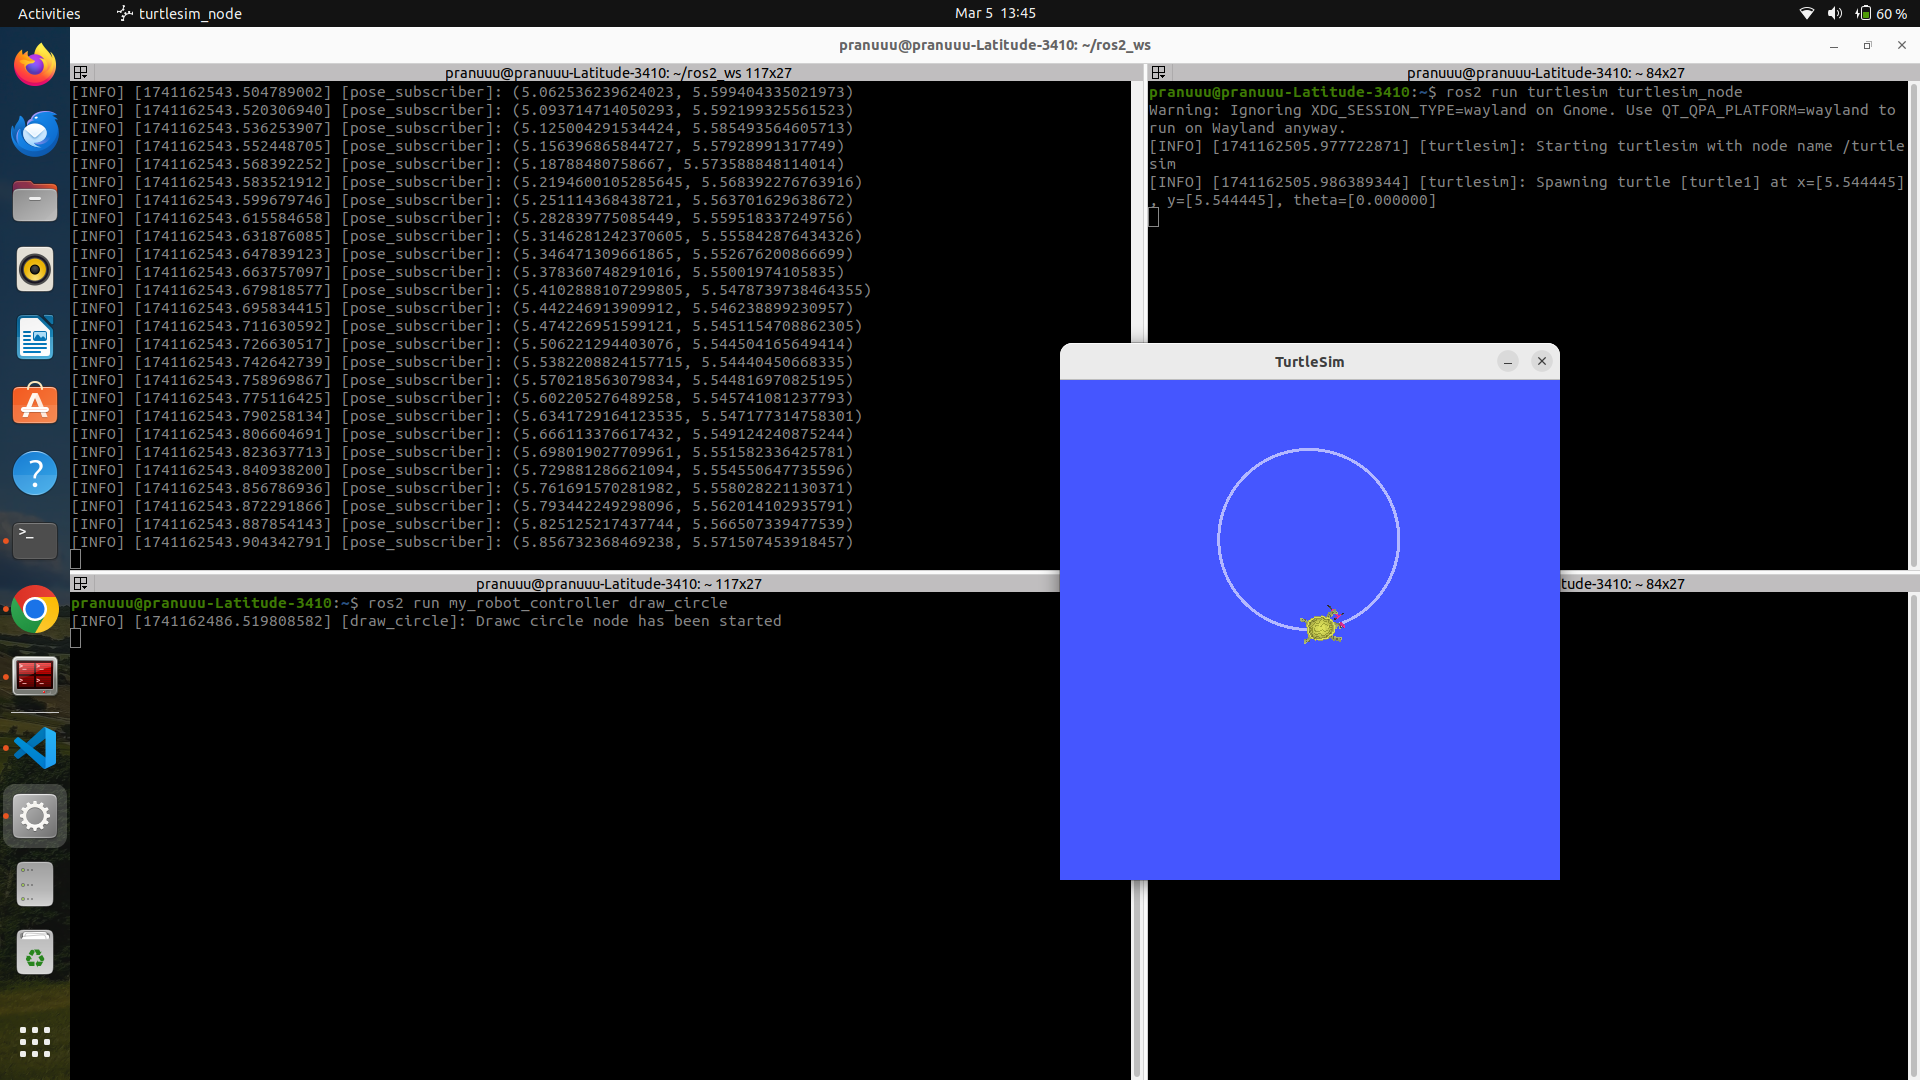 Activities
turtlesim_node
Mar 5 13:45
60 %
pranuuu@pranuuu-Latitude-3410: ~/ros2_ws
pranuuu@pranuuu-Latitude-3410: ~/ros2_ws 117x27
[INFO] [1741162543.504789002] [pose_subscriber]: (5.062536239624023, 5.599404335021973)
[INFO] [1741162543.520306940] [pose_subscriber]: (5.093714714050293, 5.592199325561523)
[INFO] [1741162543.536253907] [pose_subscriber]: (5.125004291534424, 5.585493564605713)
[INFO] [1741162543.552448705] [pose_subscriber]: (5.156396865844727, 5.57928991317749)
[INFO] [1741162543.568392252] [pose_subscriber]: (5.18788480758667, 5.573588848114014)
[INFO] [1741162543.583521912] [pose_subscriber]: (5.2194600105285645, 5.568392276763916)
[INFO] [1741162543.599679746] [pose_subscriber]: (5.251114368438721, 5.563701629638672)
[INFO] [1741162543.615584658] [pose_subscriber]: (5.282839775085449, 5.559518337249756)
[INFO] [1741162543.631876085] [pose_subscriber]: (5.3146281242370605, 5.555842876434326)
[INFO] [1741162543.647839123] [pose_subscriber]: (5.346471309661865, 5.552676200866699)
[INFO] [1741162543.663757097] [pose_subscriber]: (5.378360748291016, 5.55001974105835)
[INFO] [1741162543.679818577] [pose_subscriber]: (5.4102888107299805, 5.5478739738464355)
[INFO] [1741162543.695834415] [pose_subscriber]: (5.442246913909912, 5.546238899230957)
[INFO] [1741162543.711630592] [pose_subscriber]: (5.474226951599121, 5.5451154708862305)
[INFO] [1741162543.726630517] [pose_subscriber]: (5.506221294403076, 5.544504165649414)
[INFO] [1741162543.742642739] [pose_subscriber]: (5.5382208824157715, 5.544404506683​35)
[INFO] [1741162543.758969867] [pose_subscriber]: (5.570218563079834, 5.544816970825195)
[INFO] [1741162543.775116425] [pose_subscriber]: (5.602205276489258, 5.545741081237793)
[INFO] [1741162543.790258134] [pose_subscriber]: (5.6341729164123535, 5.547177314758301)
[INFO] [1741162543.806604691] [pose_subscriber]: (5.666113376617432, 5.549124240875244)
[INFO] [1741162543.823637713] [pose_subscriber]: (5.698019027709961, 5.551582336425781)
[INFO] [1741162543.840938200] [pose_subscriber]: (5.729881286621094, 5.554550647735596)
[INFO] [1741162543.856786936] [pose_subscriber]: (5.761691570281982, 5.558028221130371)
[INFO] [1741162543.872291866] [pose_subscriber]: (5.793442249298096, 5.562014102935791)
[INFO] [1741162543.887854143] [pose_subscriber]: (5.825125217437744, 5.566507339477539)
[INFO] [1741162543.904342791] [pose_subscriber]: (5.856732368469238, 5.571507453918457)
pranuuu@pranuuu-Latitude-3410: ~ 84x27
pranuuu@pranuuu-Latitude-3410:~$ ros2 run turtlesim turtlesim_node
Warning: Ignoring XDG_SESSION_TYPE=wayland on Gnome. Use QT_QPA_PLATFORM=wayland to
run on Wayland anyway.
[INFO] [1741162505.977722871] [turtlesim]: Starting turtlesim with node name /turtle
sim
[INFO] [1741162505.986389344] [turtlesim]: Spawning turtle [turtle1] at x=[5.544445]
, y=[5.544445], theta=[0.000000]
TurtleSim
pranuuu@pranuuu-Latitude-3410: ~ 117x27
pranuuu@pranuuu-Latitude-3410:~$ ros2 run my_robot_controller draw_circle
[INFO] [1741162486.519808582] [draw_circle]: Drawc circle node has been started
tude-3410: ~ 84x27